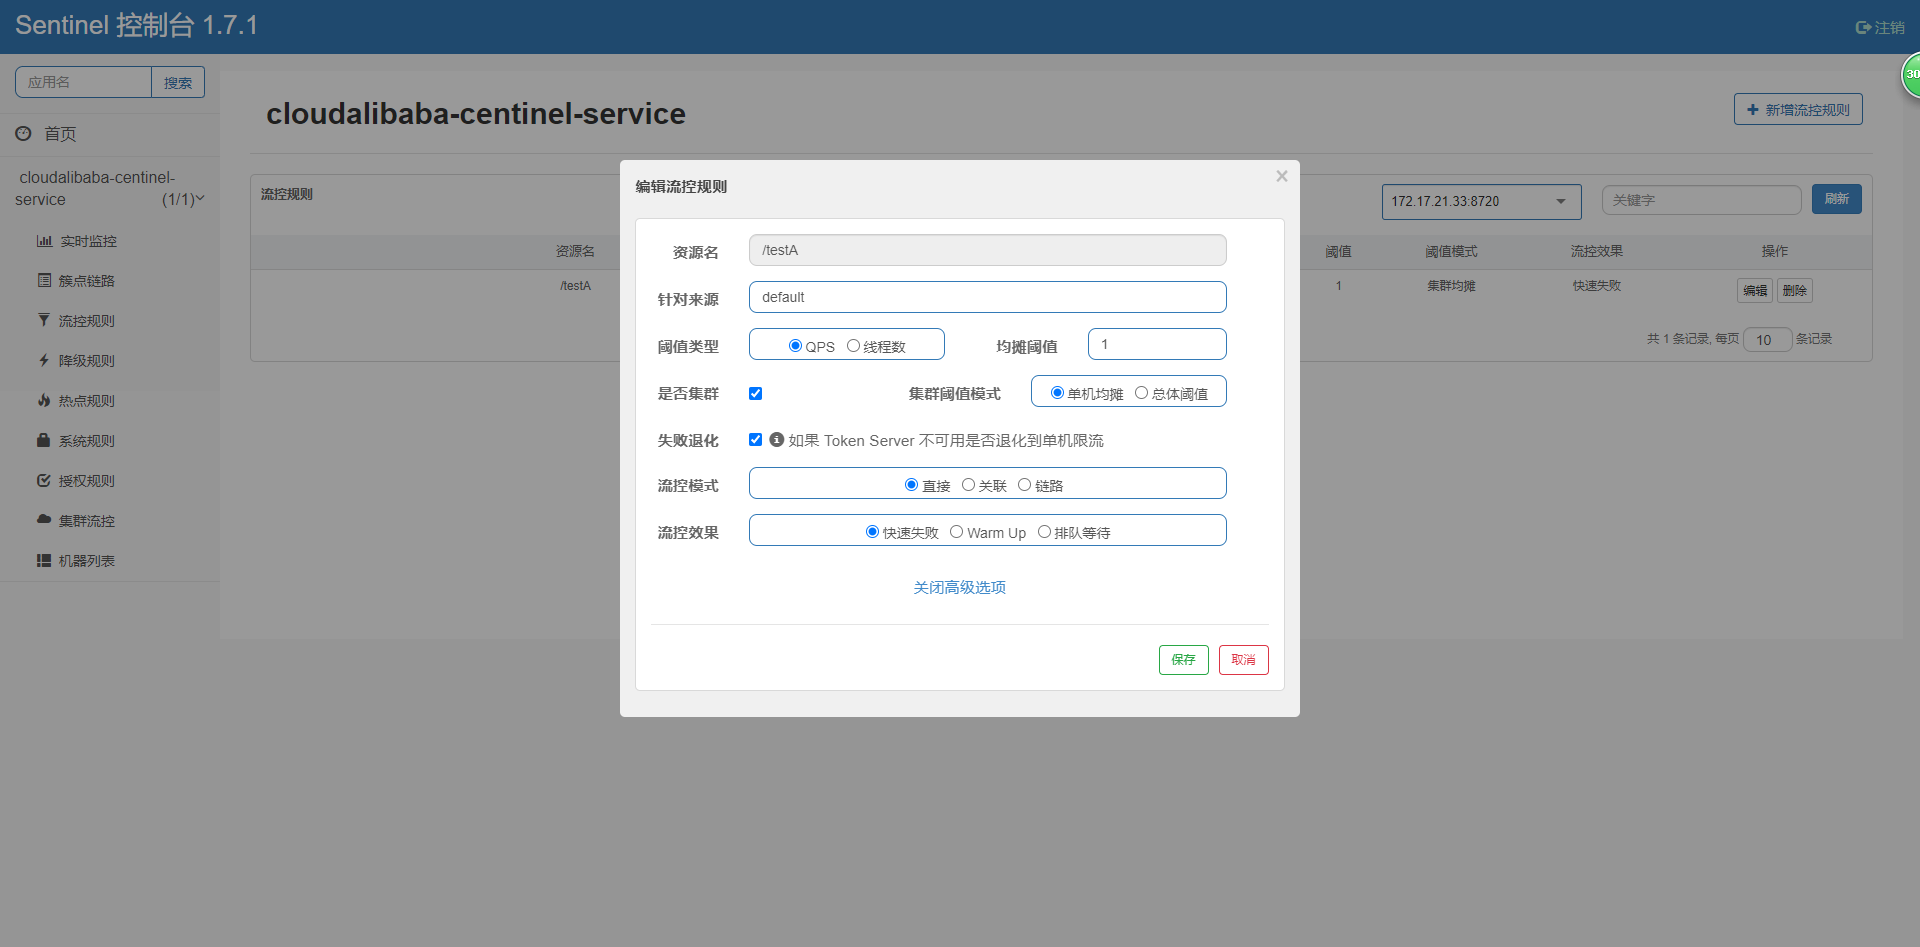 Sentinel 控制台 1.7.1
注销
应用名 搜索
首页
cloudalibaba-centinel-
service (1/1)
实时监控
簇点链路
流控规则
降级规则
热点规则
系统规则
授权规则
集群流控
机器列表
cloudalibaba-centinel-service
新增流控规则
30
流控规则
172.17.21.33:8720 关键字 刷新
资源名 阈值 阈值模式 流控效果 操作
/testA 1 集群均摊 快速失败 编辑 删除
共 1 条记录, 每页 10 条记录
编辑流控规则 ×
资源名 /testA
针对来源 default
阈值类型 QPS 线程数 均摊阈值 1
是否集群 集群阈值模式 单机均摊 总体阈值
失败退化 如果 Token Server 不可用是否退化到单机限流
流控模式 直接 关联 链路
流控效果 快速失败 Warm Up 排队等待
关闭高级选项
保存 取消